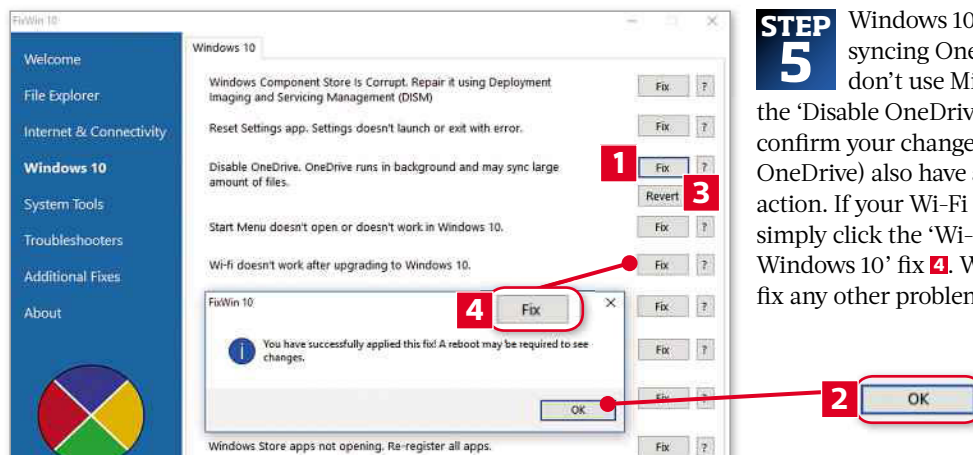 FixWin 10
Welcome
File Explorer
Internet & Connectivity
Windows 10
System Tools
Troubleshooters
Additional Fixes
About
Windows 10
Windows Component Store Is Corrupt. Repair it using Deployment
Imaging and Servicing Management (DISM)
Fix ?
Reset Settings app. Settings doesn't launch or exit with error.
Fix ?
Disable OneDrive. OneDrive runs in background and may sync large
amount of files.
1 Fix ?
Revert 3
Start Menu doesn't open or doesn't work in Windows 10.
Fix ?
Wi-fi doesn't work after upgrading to Windows 10.
Fix ?
FixWin 10
4 Fix
Fix ?
You have successfully applied this fix! A reboot may be required to see
changes.
Fix ?
OK
Fix ?
Windows Store apps not opening. Re-register all apps.
Fix ?
2 OK
STEP
5
Windows 10
syncing One
don't use Mi
the 'Disable OneDriv
confirm your change
OneDrive) also have
action. If your Wi-Fi
simply click the 'Wi-
Windows 10' fix 4. W
fix any other problem